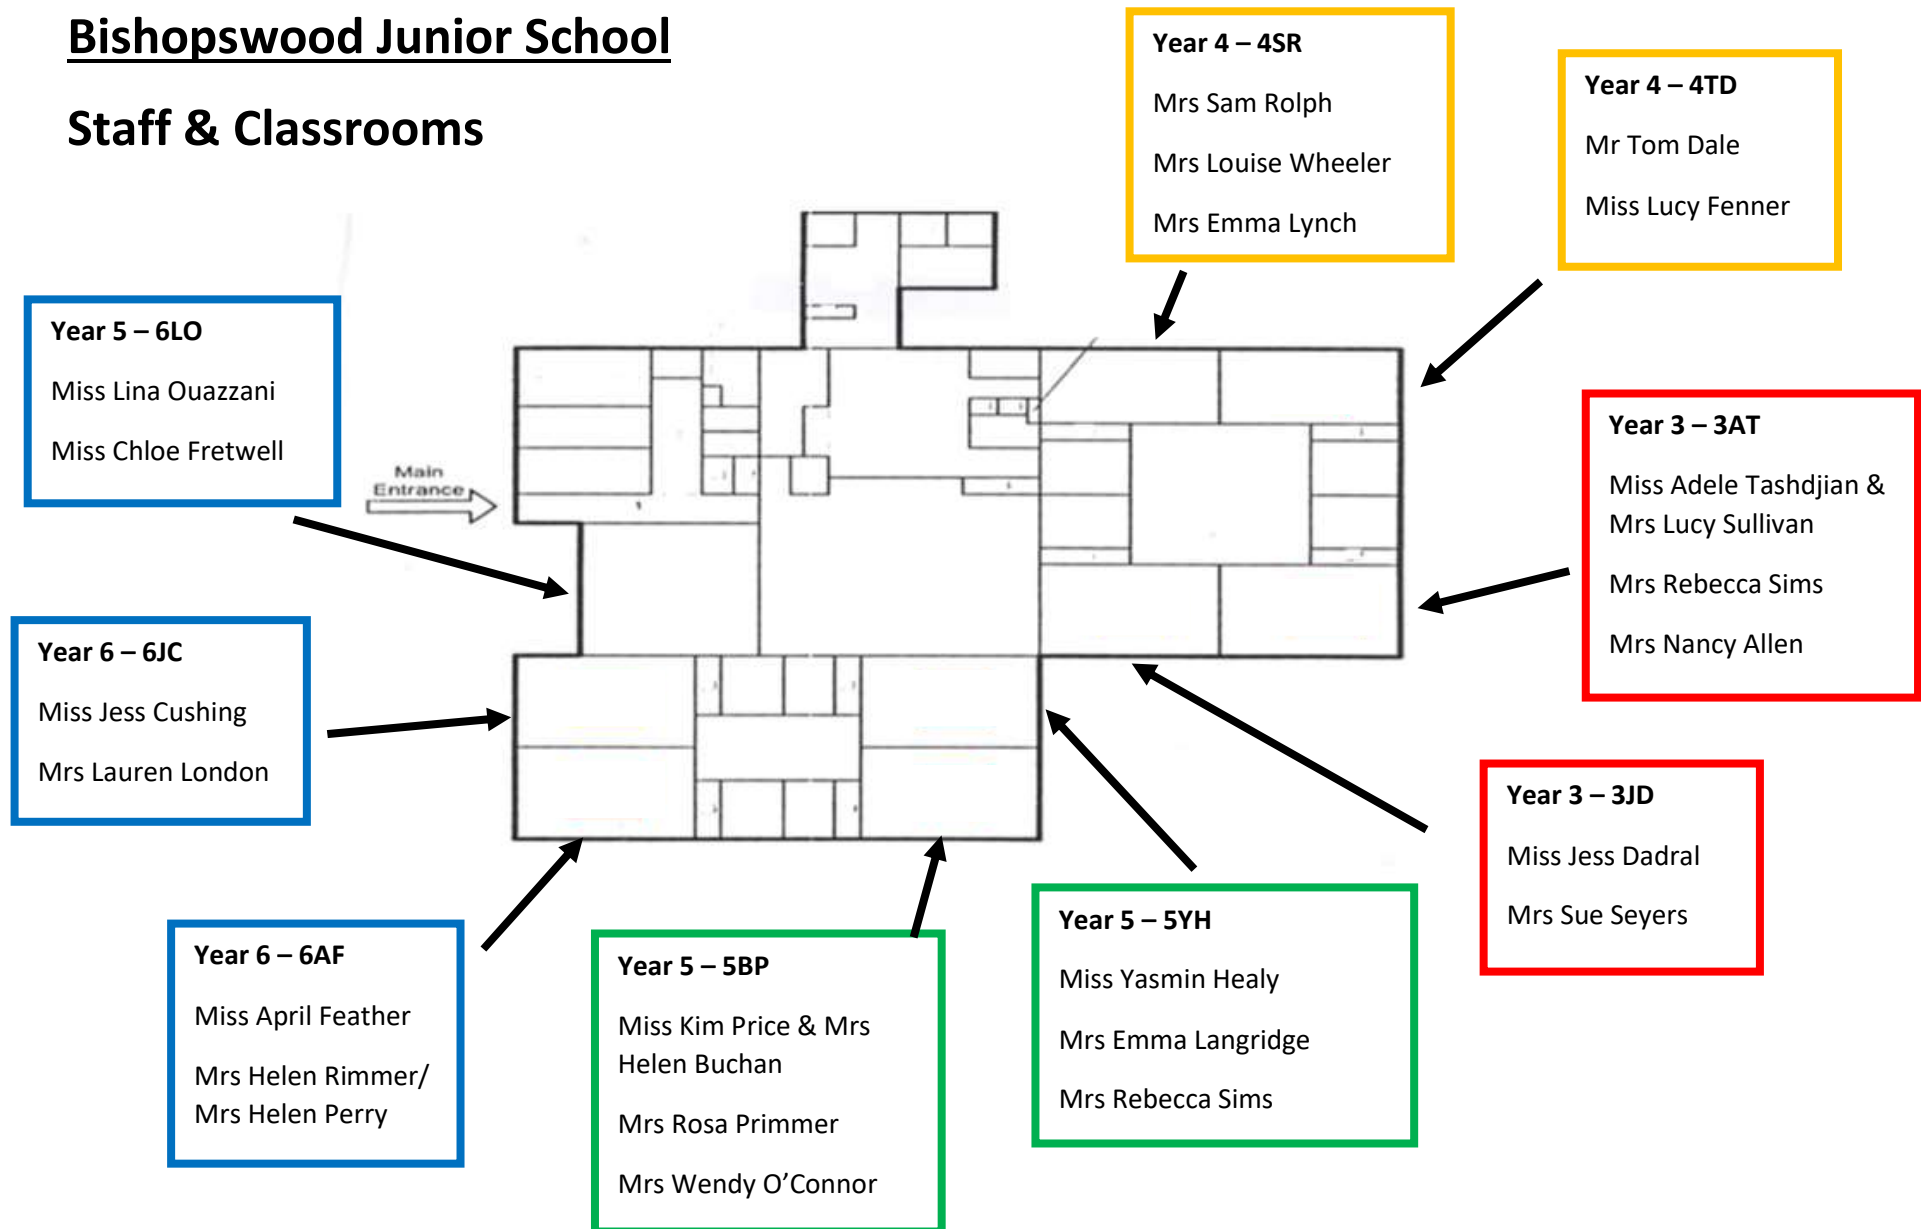 Bishopswood Junior School
Staff & Classrooms
Year 4 – 4SR
Mrs Sam Rolph
Mrs Louise Wheeler
Mrs Emma Lynch
Year 4 – 4TD
Mr Tom Dale
Miss Lucy Fenner
Year 5 – 6LO
Miss Lina Ouazzani
Miss Chloe Fretwell
Main
Entrance
Year 3 – 3AT
Miss Adele Tashdjian &
Mrs Lucy Sullivan
Mrs Rebecca Sims
Mrs Nancy Allen
Year 6 – 6JC
Miss Jess Cushing
Mrs Lauren London
Year 3 – 3JD
Miss Jess Dadral
Mrs Sue Seyers
Year 6 – 6AF
Miss April Feather
Mrs Helen Rimmer/
Mrs Helen Perry
Year 5 – 5BP
Miss Kim Price & Mrs
Helen Buchan
Mrs Rosa Primmer
Mrs Wendy O’Connor
Year 5 – 5YH
Miss Yasmin Healy
Mrs Emma Langridge
Mrs Rebecca Sims